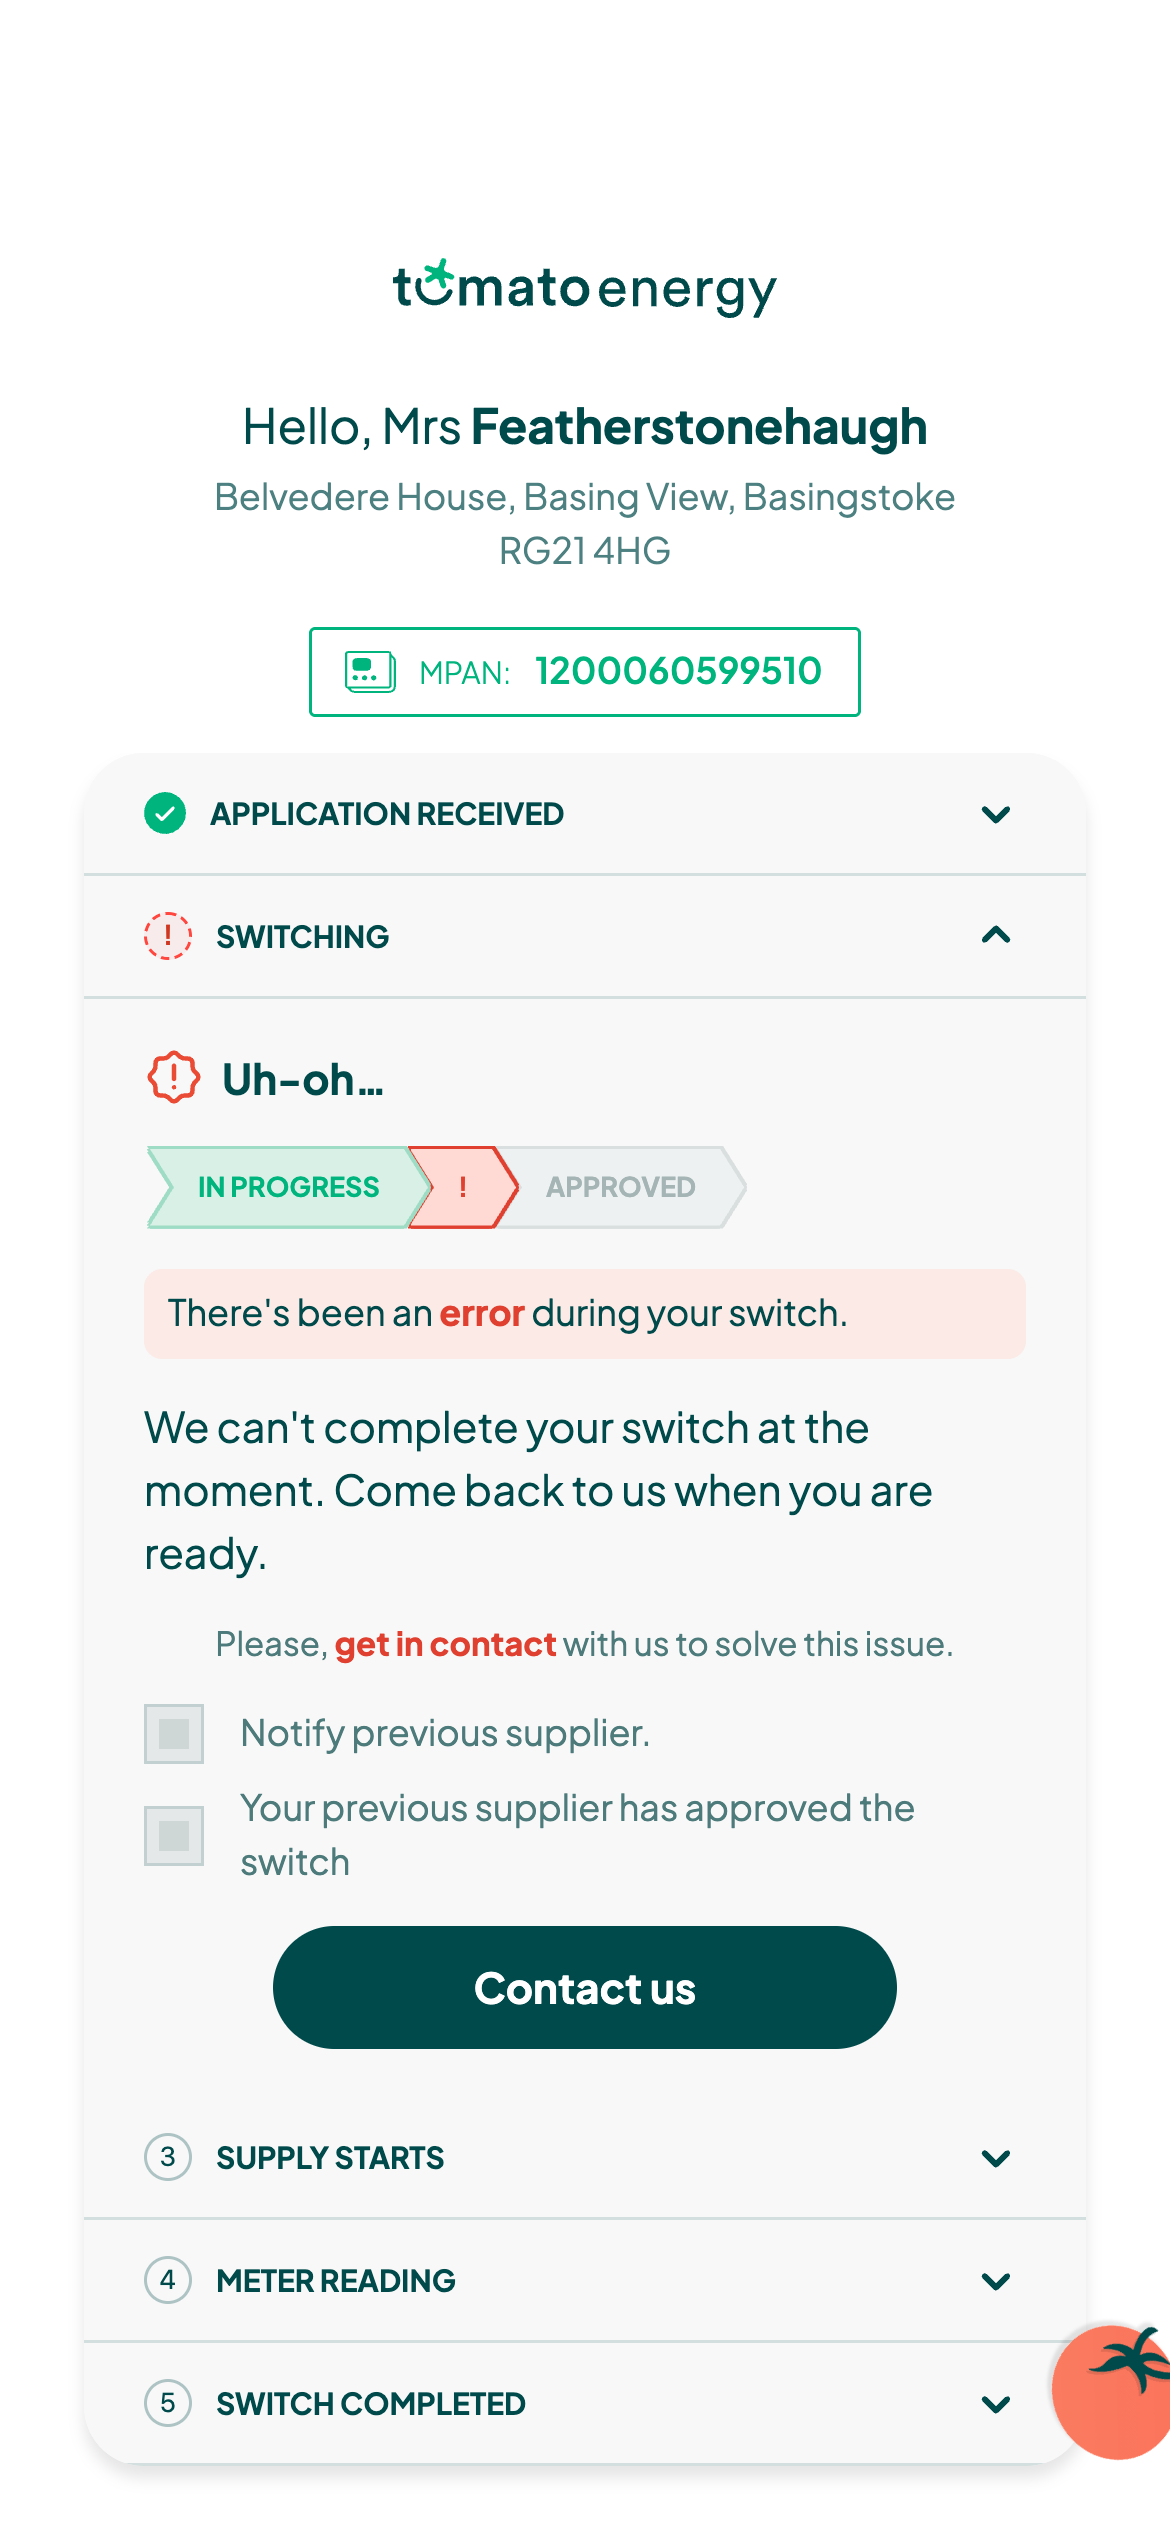 tomato energy
Hello, Mrs Featherstonehaugh
Belvedere House, Basing View, Basingstoke
RG21 4HG
MPAN: 1200060599510
APPLICATION RECEIVED
! SWITCHING
! Uh-oh...
IN PROGRESS ! APPROVED
There's been an error during your switch.
We can't complete your switch at the
moment. Come back to us when you are
ready.
Please, get in contact with us to solve this issue.
Notify previous supplier.
Your previous supplier has approved the
switch
Contact us
3 SUPPLY STARTS
4 METER READING
5 SWITCH COMPLETED